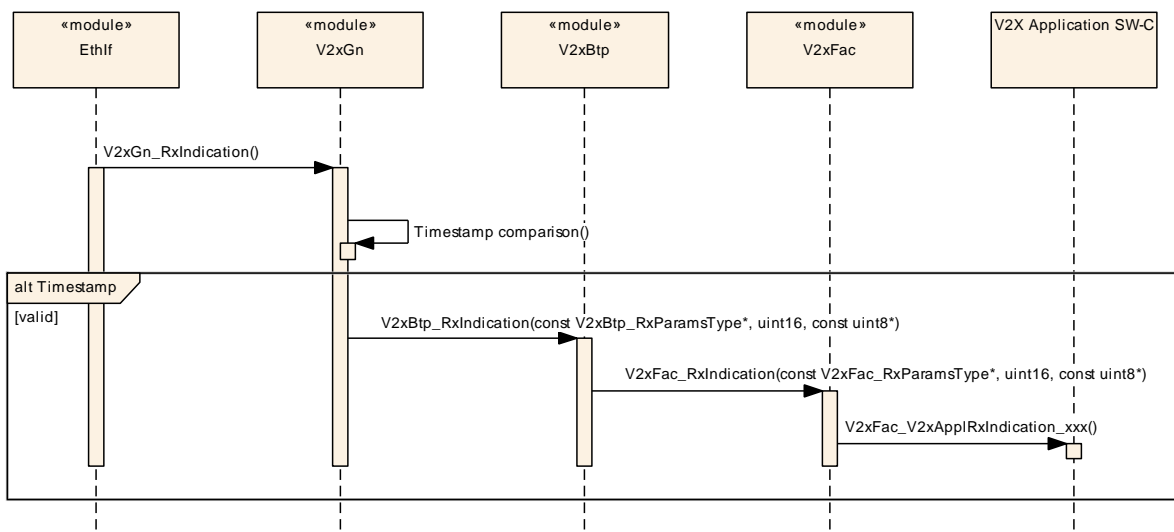 «module»
EthIf
«module»
V2xGn
«module»
V2xBtp
«module»
V2xFac
V2X Application SW-C
V2xGn_RxIndication()
Timestamp comparison()
alt Timestamp
[valid]
V2xBtp_RxIndication(const V2xBtp_RxParamsType*, uint16, const uint8*)
V2xFac_RxIndication(const V2xFac_RxParamsType*, uint16, const uint8*)
V2xFac_V2xApplRxIndication_xxx()